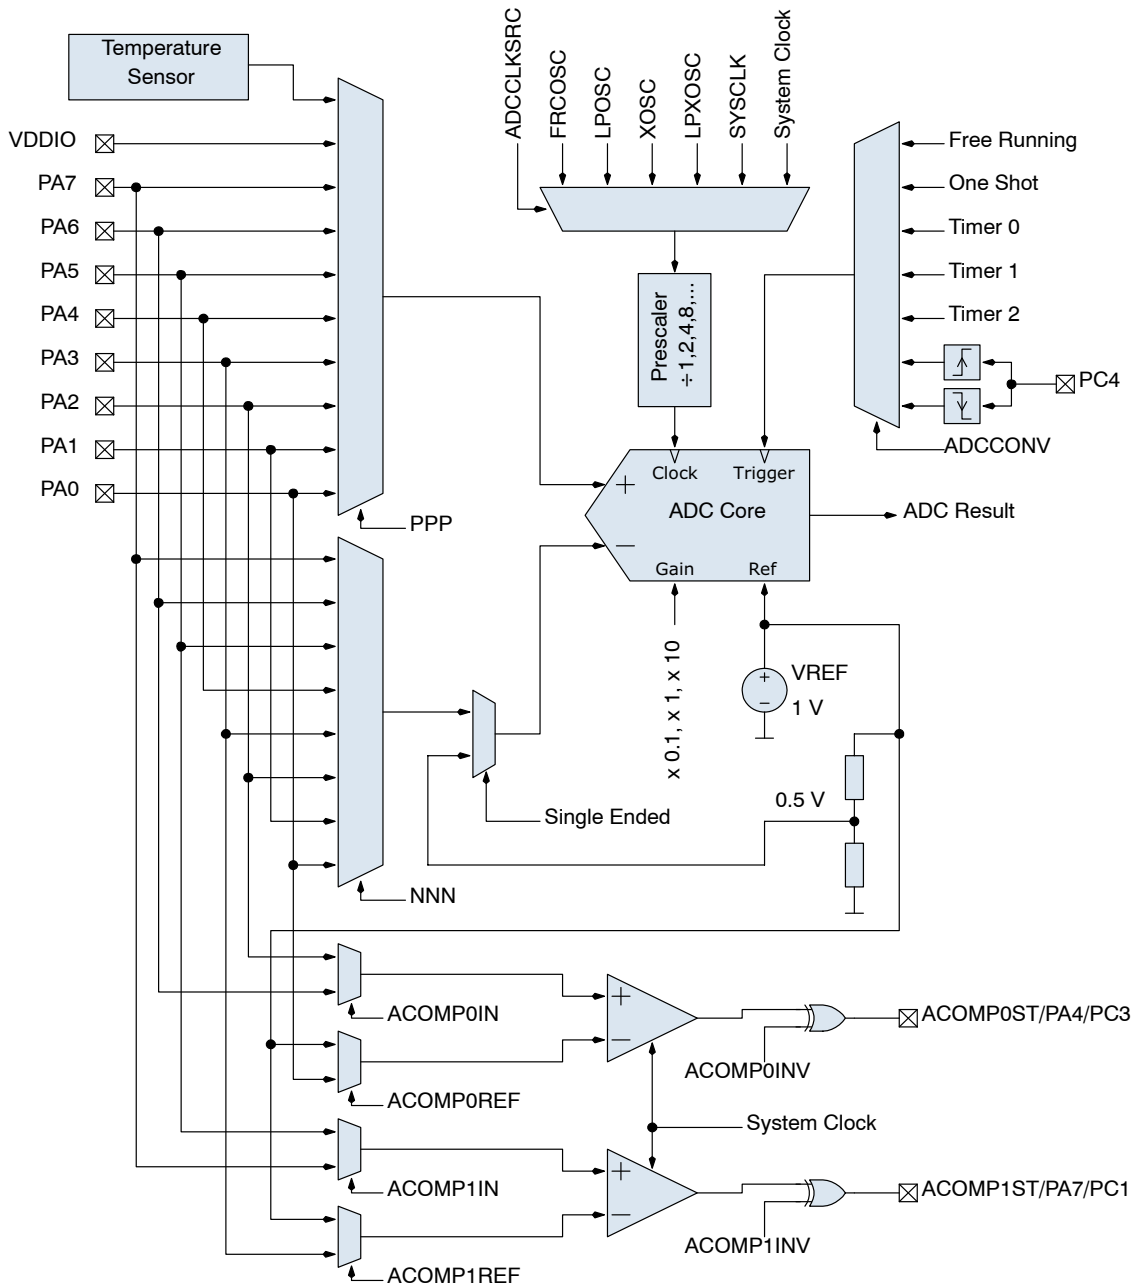 Temperature
Sensor
VDDIO
PA7
PA6
PA5
PA4
PA3
PA2
PA1
PA0
PPP
NNN
ADCCLKSRC
FRCOSC
LPOSC
XOSC
LPXOSC
SYSCLK
System Clock
Prescaler
÷1,2,4,8,...
Free Running
One Shot
Timer 0
Timer 1
Timer 2
PC4
ADCCONV
Clock
Trigger
+
ADC Core
−
Gain
Ref
ADC Result
x 0.1, x 1, x 10
+
−
VREF
1 V
0.5 V
Single Ended
ACOMP0IN
ACOMP0REF
+
−
ACOMP0INV
ACOMP0ST/PA4/PC3
System Clock
ACOMP1IN
ACOMP1REF
+
−
ACOMP1INV
ACOMP1ST/PA7/PC1